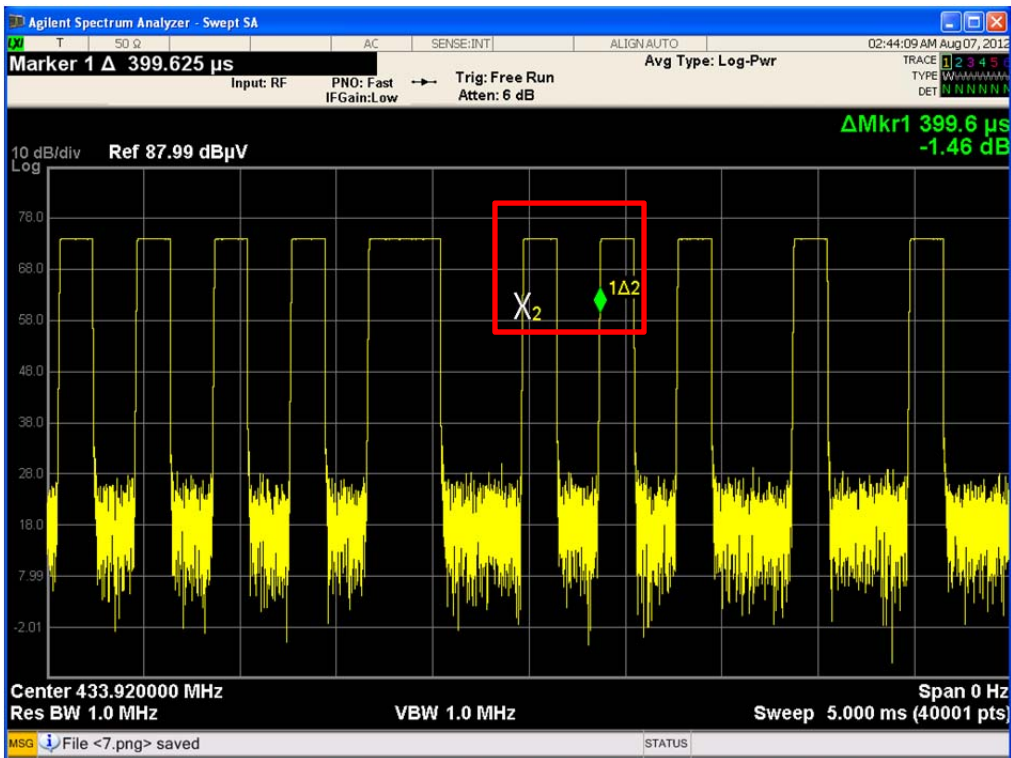 Agilent Spectrum Analyzer - Swept SA
LXI T 50 Ω AC SENSE:INT ALIGN AUTO 02:44:09 AM Aug 07, 2012
Marker 1 Δ 399.625 µs
Avg Type: Log-Pwr
TRACE 1 2 3 4 5 6
Input: RF PNO: Fast Trig: Free Run
TYPE
IFGain:Low Atten: 6 dB
DET N N N N N N
ΔMkr1 399.6 µs
10 dB/div Ref 87.99 dBµV -1.46 dB
Log
78.0
68.0
1Δ2
X2
58.0
48.0
38.0
28.0
18.0
7.99
-2.01
Center 433.920000 MHz Span 0 Hz
Res BW 1.0 MHz VBW 1.0 MHz Sweep 5.000 ms (40001 pts)
MSG File <7.png> saved STATUS